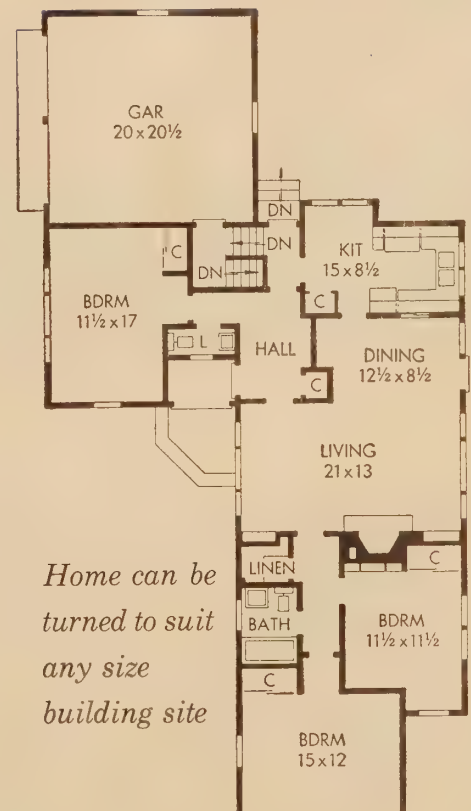 GAR
20 x 20½
DN
DN
DN
C
KIT
15 x 8½
BDRM
11½ x 17
C
L
HALL
DINING
12½ x 8½
C
LIVING
21 x 13
LINEN
C
BATH
BDRM
11½ x 11½
C
BDRM
15 x 12
Home can be
turned to suit
any size
building site